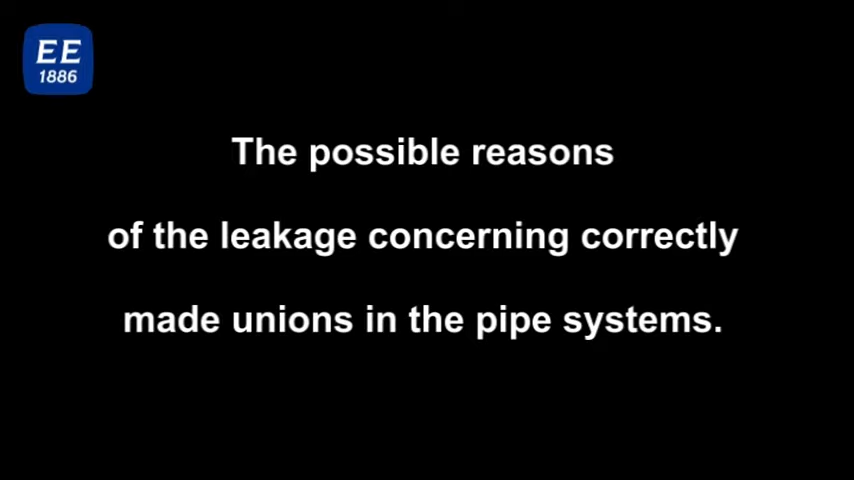 EE
1886
The possible reasons
of the leakage concerning correctly
made unions in the pipe systems.